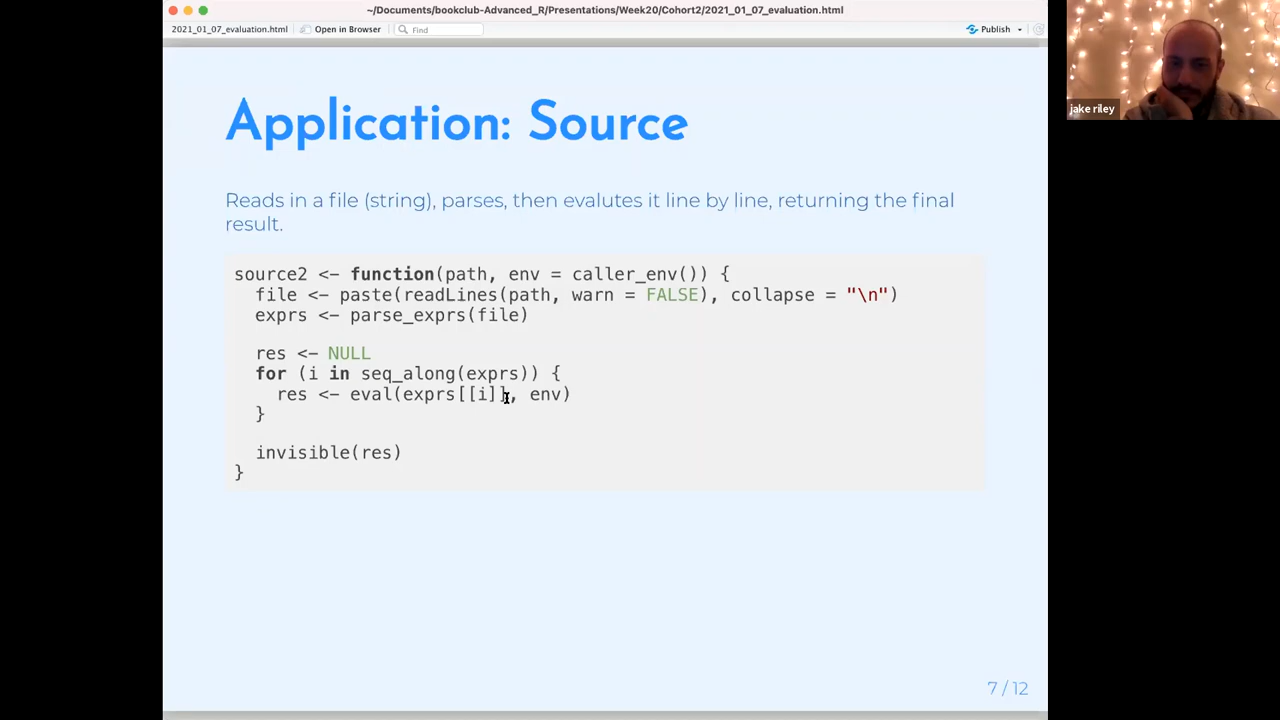 ~/Documents/bookclub-Advanced_R/Presentations/Week20/Cohort2/2021_01_07_evaluation.html
2021_01_07_evaluation.html Open in Browser Find Publish
jake riley
Application: Source
Reads in a file (string), parses, then evalutes it line by line, returning the final
result.
source2 <- function(path, env = caller_env()) {
  file <- paste(readLines(path, warn = FALSE), collapse = "\n")
  exprs <- parse_exprs(file)
  res <- NULL
  for (i in seq_along(exprs)) {
    res <- eval(exprs[[i]], env)
  }
  invisible(res)
}
7 / 12